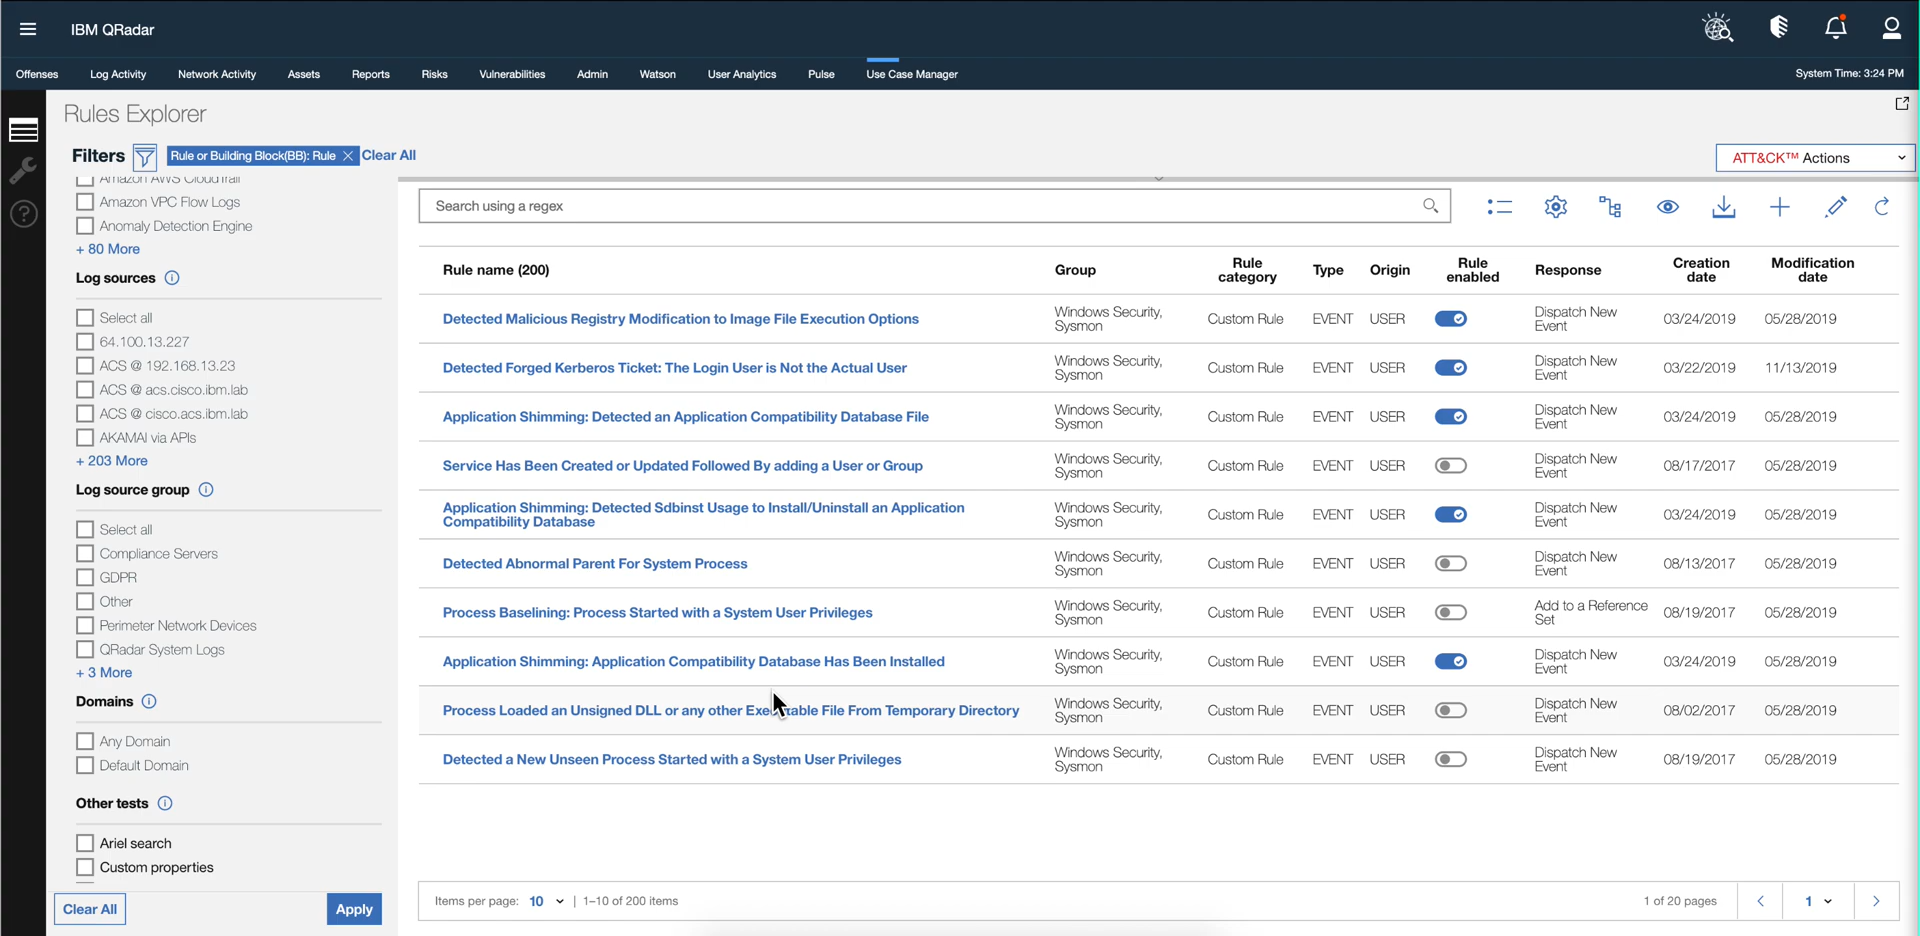 IBM QRadar
Offenses Log Activity Network Activity Assets Reports Risks Vulnerabilities Admin Watson User Analytics Pulse Use Case Manager System Time: 3:24 PM
Rules Explorer
Filters Rule or Building Block(BB): Rule Clear All
ATT&CK™ Actions
Amazon AWS CloudTrail
Amazon VPC Flow Logs
Anomaly Detection Engine
+ 80 More
Log sources
Select all
64.100.13.227
ACS @ 192.168.13.23
ACS @ acs.cisco.ibm.lab
ACS @ cisco.acs.ibm.lab
AKAMAI via APIs
+ 203 More
Log source group
Select all
Compliance Servers
GDPR
Other
Perimeter Network Devices
QRadar System Logs
+ 3 More
Domains
Any Domain
Default Domain
Other tests
Ariel search
Custom properties
Clear All Apply
Search using a regex
Rule name (200) Group Rule category Type Origin Rule enabled Response Creation date Modification date
Detected Malicious Registry Modification to Image File Execution Options Windows Security, Sysmon Custom Rule EVENT USER Dispatch New Event 03/24/2019 05/28/2019
Detected Forged Kerberos Ticket: The Login User is Not the Actual User Windows Security, Sysmon Custom Rule EVENT USER Dispatch New Event 03/22/2019 11/13/2019
Application Shimming: Detected an Application Compatibility Database File Windows Security, Sysmon Custom Rule EVENT USER Dispatch New Event 03/24/2019 05/28/2019
Service Has Been Created or Updated Followed By adding a User or Group Windows Security, Sysmon Custom Rule EVENT USER Dispatch New Event 08/17/2017 05/28/2019
Application Shimming: Detected Sdbinst Usage to Install/Uninstall an Application Compatibility Database Windows Security, Sysmon Custom Rule EVENT USER Dispatch New Event 03/24/2019 05/28/2019
Detected Abnormal Parent For System Process Windows Security, Sysmon Custom Rule EVENT USER Dispatch New Event 08/13/2017 05/28/2019
Process Baselining: Process Started with a System User Privileges Windows Security, Sysmon Custom Rule EVENT USER Add to a Reference Set 08/19/2017 05/28/2019
Application Shimming: Application Compatibility Database Has Been Installed Windows Security, Sysmon Custom Rule EVENT USER Dispatch New Event 03/24/2019 05/28/2019
Process Loaded an Unsigned DLL or any other Executable File From Temporary Directory Windows Security, Sysmon Custom Rule EVENT USER Dispatch New Event 08/02/2017 05/28/2019
Detected a New Unseen Process Started with a System User Privileges Windows Security, Sysmon Custom Rule EVENT USER Dispatch New Event 08/19/2017 05/28/2019
Items per page: 10 | 1–10 of 200 items 1 of 20 pages 1